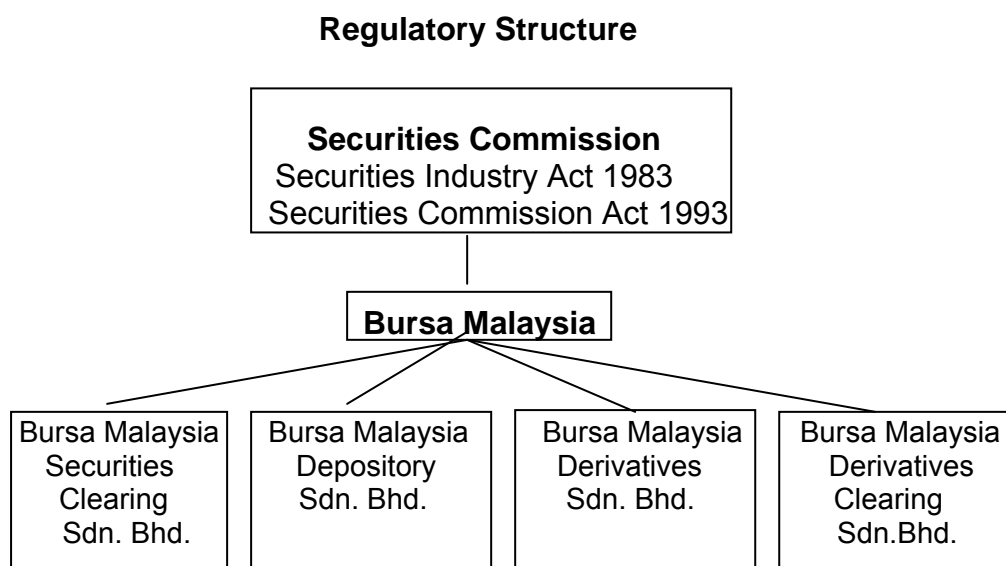 Regulatory Structure
Securities Commission
Securities Industry Act 1983
Securities Commission Act 1993
Bursa Malaysia
Bursa Malaysia
Securities
Clearing
Sdn. Bhd.
Bursa Malaysia
Depository
Sdn. Bhd.
Bursa Malaysia
Derivatives
Sdn. Bhd.
Bursa Malaysia
Derivatives
Clearing
Sdn.Bhd.